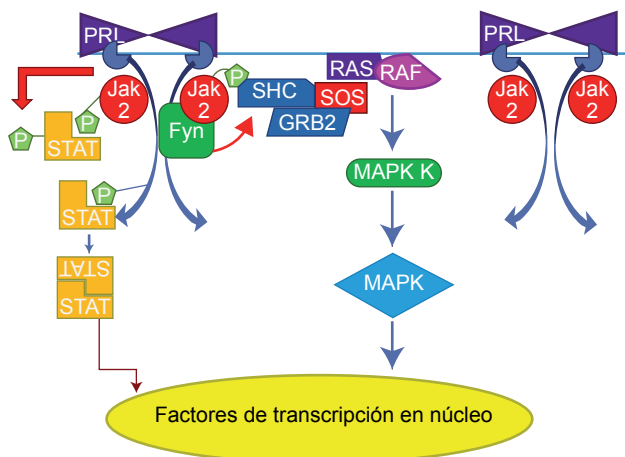 PRL
PRL
RAS
RAF
Jak
2
Jak
2
P
SHC
SOS
GRB2
Jak
2
Jak
2
P
P
STAT
Fyn
MAPK K
P
STAT
STAT
STAT
MAPK
Factores de transcripción en núcleo